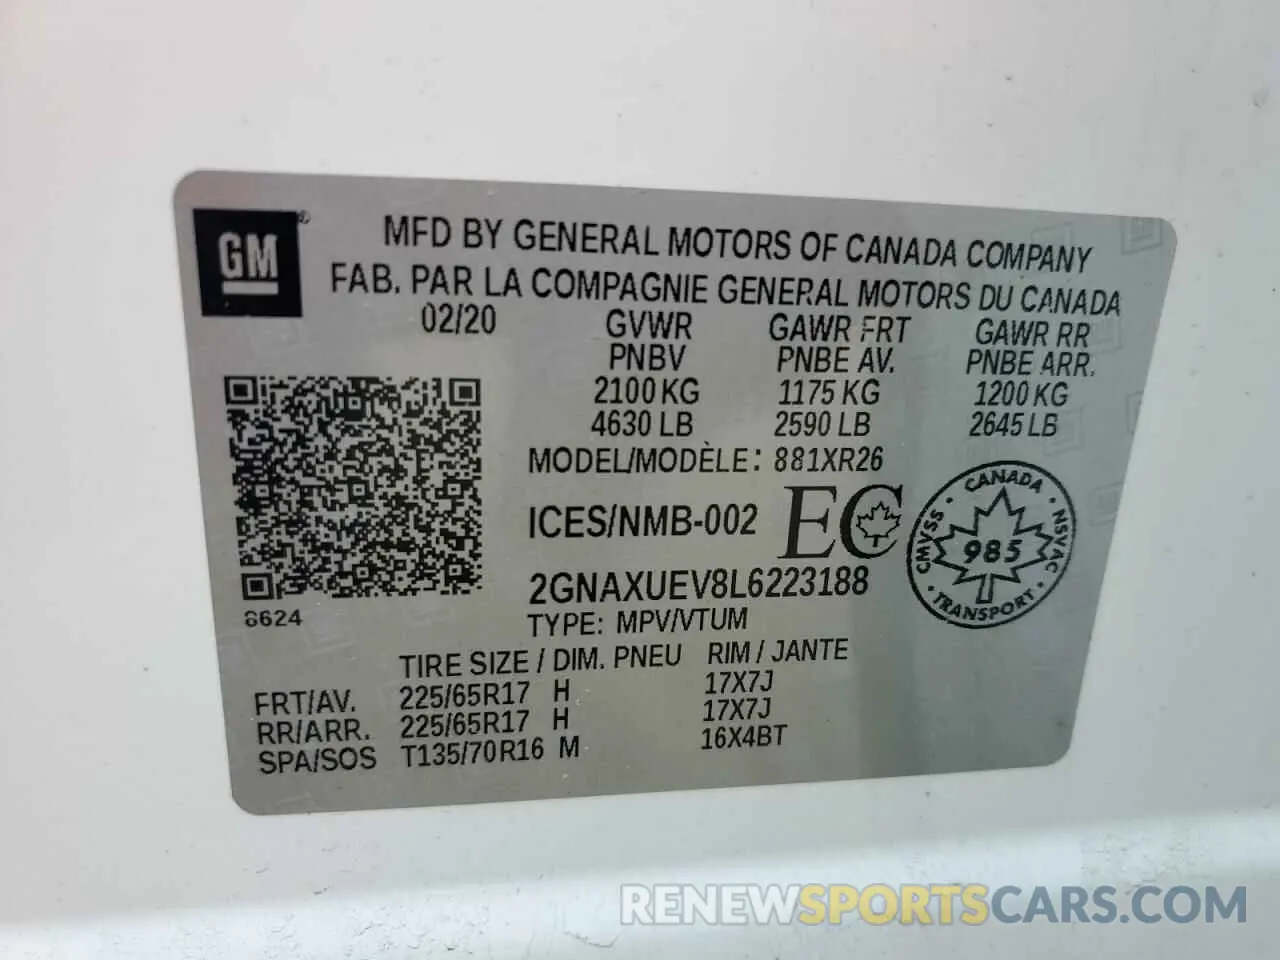 GM®
MFD BY GENERAL MOTORS OF CANADA COMPANY
FAB. PAR LA COMPAGNIE GENERAL MOTORS DU CANADA
02/20 GVWR GAWR FRT GAWR RR
PNBV PNBE AV. PNBE ARR.
2100 KG 1175 KG 1200 KG
4630 LB 2590 LB 2645 LB
MODEL/MODÈLE: 881XR26
ICES/NMB-002 EC
CANADA
CMVSS 985 NSVAC
TRANSPORT
2GNAXUEV8L6223188
8624
TYPE: MPV/VTUM
TIRE SIZE / DIM. PNEU RIM / JANTE
FRT/AV. 225/65R17 H 17X7J
RR/ARR. 225/65R17 H 17X7J
SPA/SOS T135/70R16 M 16X4BT
RENEWSPORTSCARS.COM